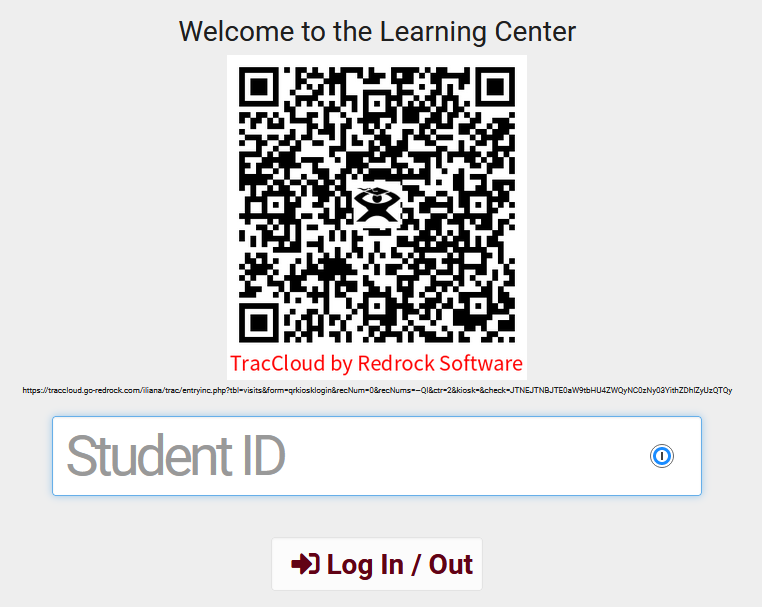 Welcome to the Learning Center
TracCloud by Redrock Software
https://traccloud.go-redrock.com/iliana/trac/entryinc.php?tbl=visits&form=qrkiosklogin&recNum=0&recNums=~QI&ctr=2&kiosk=&check=JTNEJTNBJTE0aW9tbHU4ZWQyNC0zNy03YithZDhlZyUzQTQy
Student ID
Log In / Out